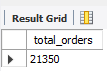 Result Grid
total_orders
21350